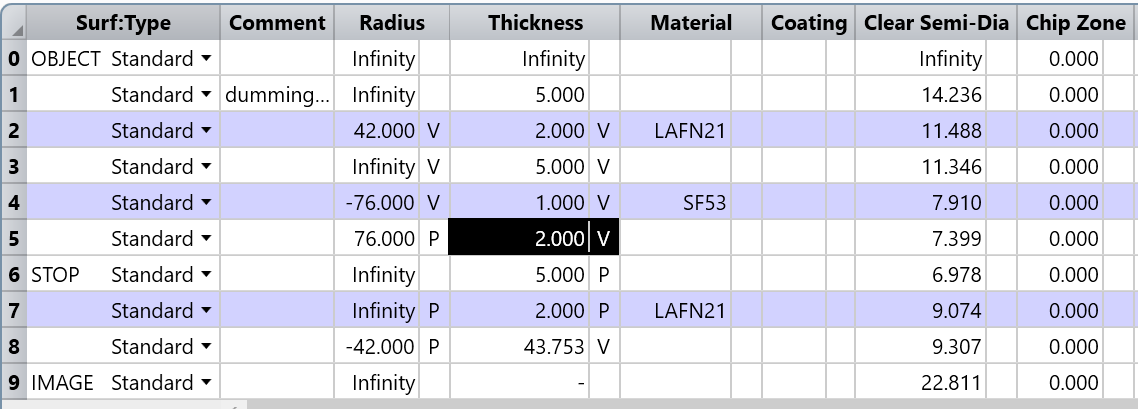 Surf:Type Comment Radius Thickness Material Coating Clear Semi-Dia Chip Zone
0 OBJECT Standard Infinity Infinity Infinity 0.000
1 Standard dumming... Infinity 5.000 14.236 0.000
2 Standard 42.000 V 2.000 V LAFN21 11.488 0.000
3 Standard Infinity V 5.000 V 11.346 0.000
4 Standard -76.000 V 1.000 V SF53 7.910 0.000
5 Standard 76.000 P 2.000 V 7.399 0.000
6 STOP Standard Infinity 5.000 P 6.978 0.000
7 Standard Infinity P 2.000 P LAFN21 9.074 0.000
8 Standard -42.000 P 43.753 V 9.307 0.000
9 IMAGE Standard Infinity - 22.811 0.000